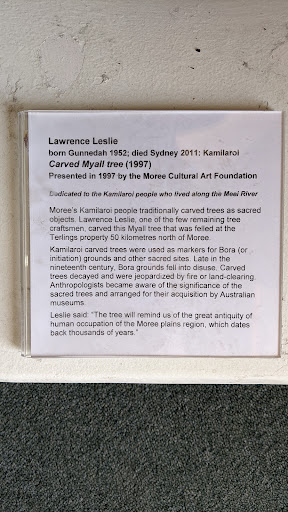 Lawrence Leslie
born Gunnedah 1952; died Sydney 2011; Kamilaroi
Carved Myall tree (1997)
Presented in 1997 by the Moree Cultural Art Foundation
Dedicated to the Kamilaroi people who lived along the Meei River
Moree's Kamilaroi people traditionally carved trees as sacred
objects. Lawrence Leslie, one of the few remaining tree
craftsmen, carved this Myall tree that was felled at the
Terlings property 50 kilometres north of Moree.
Kamilaroi carved trees were used as markers for Bora (or
initiation) grounds and other sacred sites. Late in the
nineteenth century, Bora grounds fell into disuse. Carved
trees decayed and were jeopardized by fire or land-clearing.
Anthropologists became aware of the significance of the
sacred trees and arranged for their acquisition by Australian
museums.
Leslie said: "The tree will remind us of the great antiquity of
human occupation of the Moree plains region, which dates
back thousands of years."